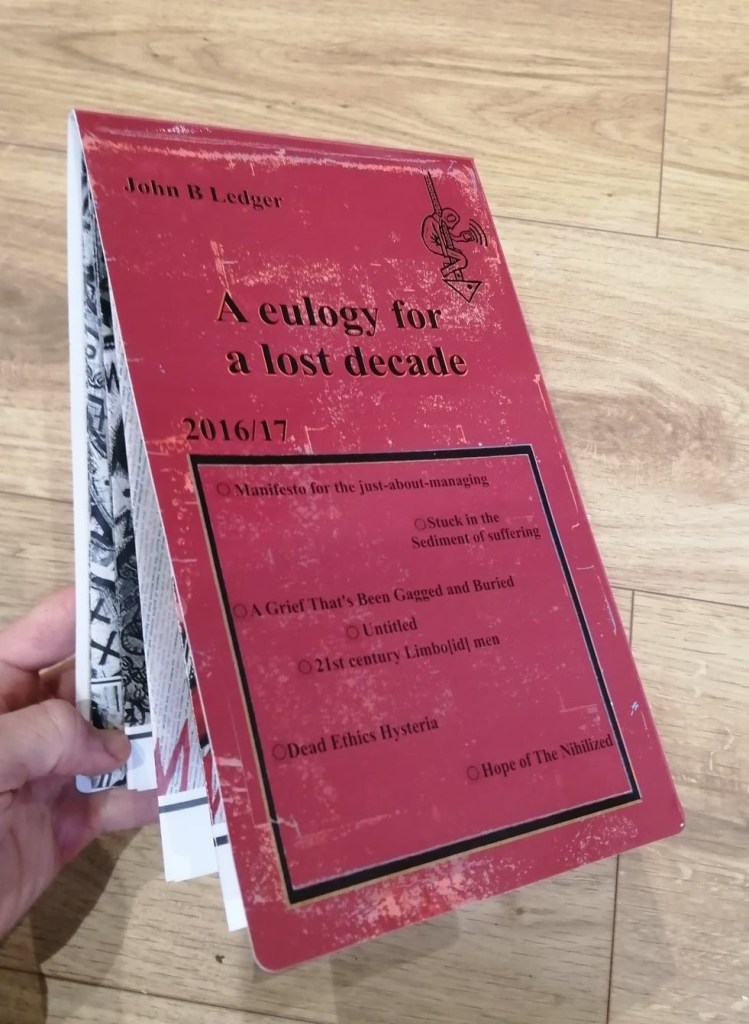 John B Ledger
A eulogy for
a lost decade
2016/17
Manifesto for the just-about-managing
Stuck in the
Sediment of suffering
A Grief That's Been Gagged and Buried
Untitled
21st century Limbo|id| men
Dead Ethics Hysteria
Hope of The Nihilized